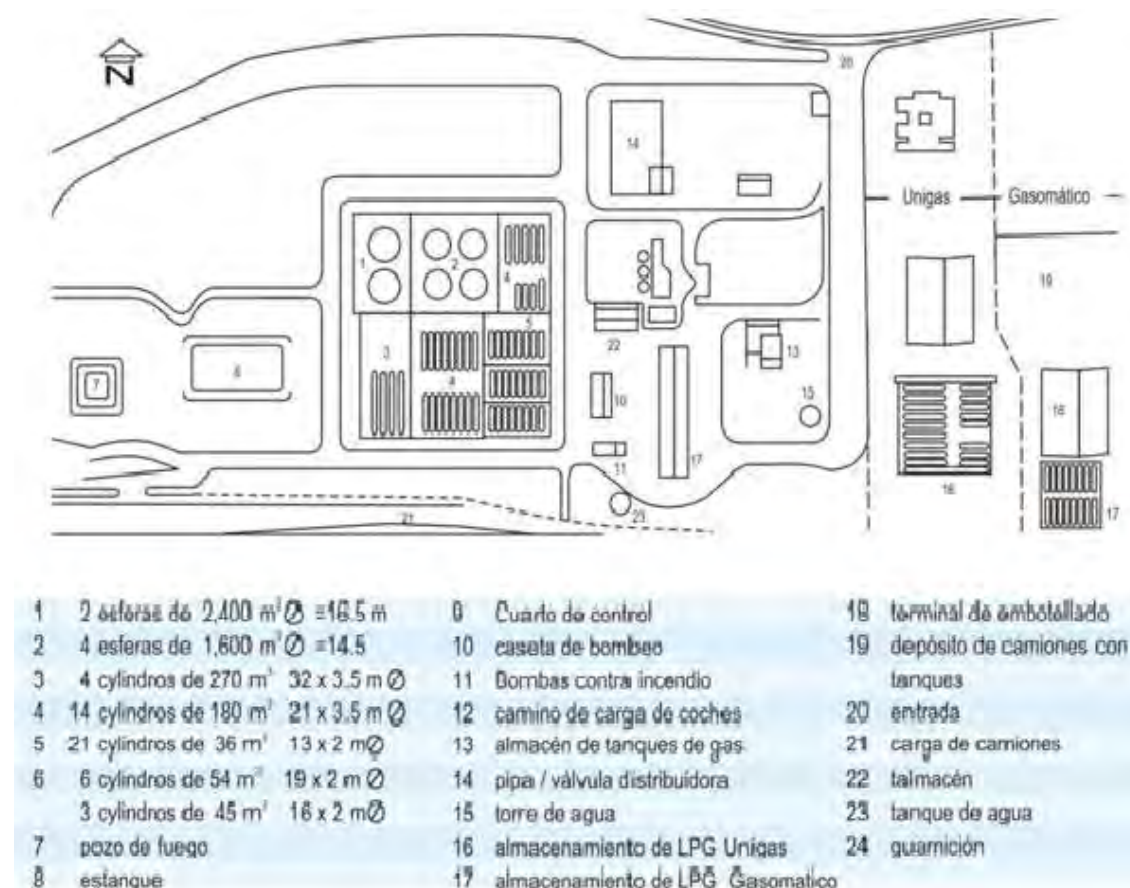 N
20
14
Unigas
Gasomático
1
2
4
19
5
3
22
13
7
8
4
10
15
18
11
17
16
23
21
17
1 2 esferas de 2,400 m³ Ø =16.5 m
2 4 esferas de 1,600 m³ Ø =14.5
3 4 cylindros de 270 m³ 32 x 3.5 m Ø
4 14 cylindros de 180 m³ 21 x 3.5 m Ø
5 21 cylindros de 36 m³ 13 x 2 m Ø
6 6 cylindros de 54 m³ 19 x 2 m Ø
3 cylindros de 45 m³ 16 x 2 m Ø
7 pozo de fuego
8 estanque
9 Cuarto de control
10 caseta de bombeo
11 Bombas contra incendio
12 camino de carga de coches
13 almacén de tanques de gas
14 pipa / válvula distribuidora
15 torre de agua
16 almacenamiento de LPG Unigas
17 almacenamiento de LPG Gasomatico
18 terminal de embotellado
19 depósito de camiones con
tanques
20 entrada
21 carga de camiones
22 talmacén
23 tanque de agua
24 guarnición